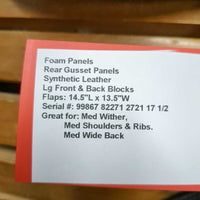 Foam Panels
Rear Gusset Panels
Synthetic Leather
Lg Front & Back Blocks
Flaps: 14.5"L x 13.5"W
Serial #: 99867 82271 2721 17 1/2
Great for: Med Wither,
Med Shoulders & Ribs.
Med Wide Back